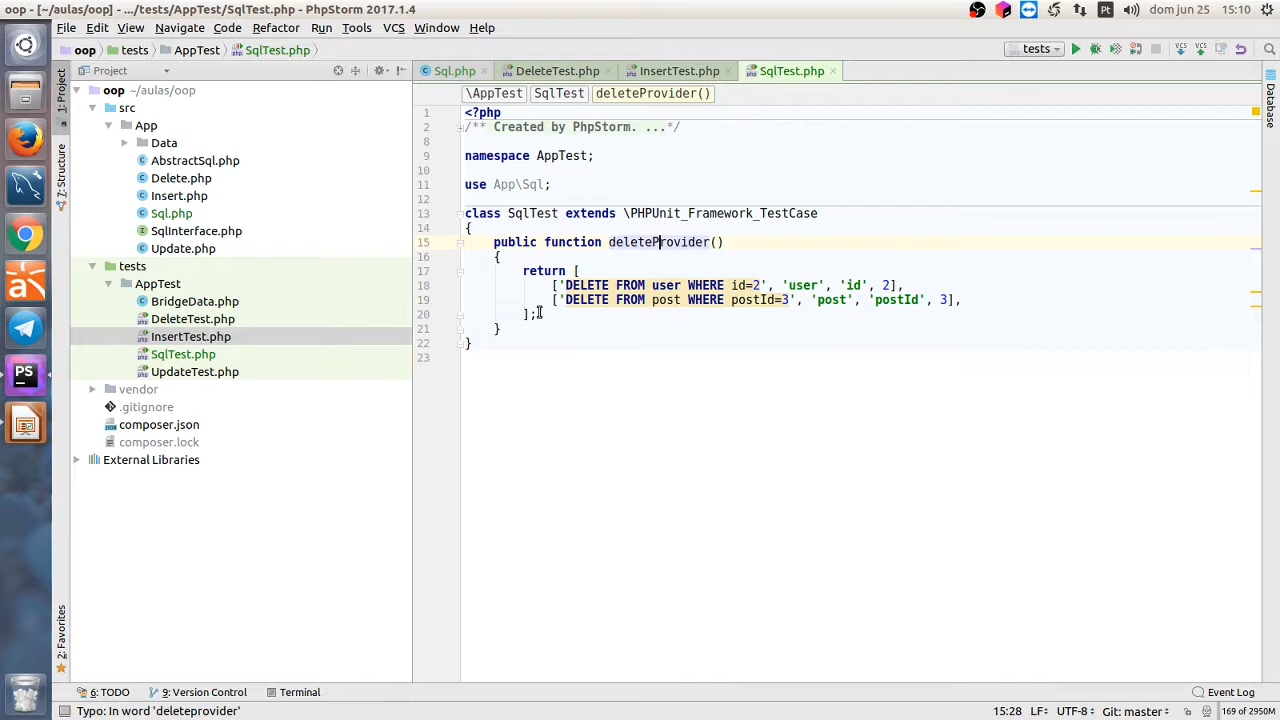 oop - [~/aulas/oop] - .../tests/AppTest/SqlTest.php - PhpStorm 2017.1.4
Pt
dom jun 25
15:10
File Edit View Navigate Code Refactor Run Tools VCS Window Help
oop tests AppTest SqlTest.php
tests
VCS VCS
1: Project
7: Structure
2: Favorites
Project
oop ~/aulas/oop
src
App
Data
AbstractSql.php
Delete.php
Insert.php
Sql.php
SqlInterface.php
Update.php
tests
AppTest
BridgeData.php
DeleteTest.php
InsertTest.php
SqlTest.php
UpdateTest.php
vendor
.gitignore
composer.json
composer.lock
External Libraries
Sql.php DeleteTest.php InsertTest.php SqlTest.php
\AppTest SqlTest deleteProvider()
1 <?php
2 /** Created by PhpStorm. ...*/
8
9 namespace AppTest;
10
11 use App\Sql;
12
13 class SqlTest extends \PHPUnit_Framework_TestCase
14 {
15 public function deleteProvider()
16 {
17 return [
18 ['DELETE FROM user WHERE id=2', 'user', 'id', 2],
19 ['DELETE FROM post WHERE postId=3', 'post', 'postId', 3],
20 ];
21 }
22 }
23
Database
PS
6: TODO 9: Version Control Terminal Event Log
Typo: In word 'deleteprovider' 15:28 LF÷ UTF-8÷ Git: master÷ 169 of 2950M